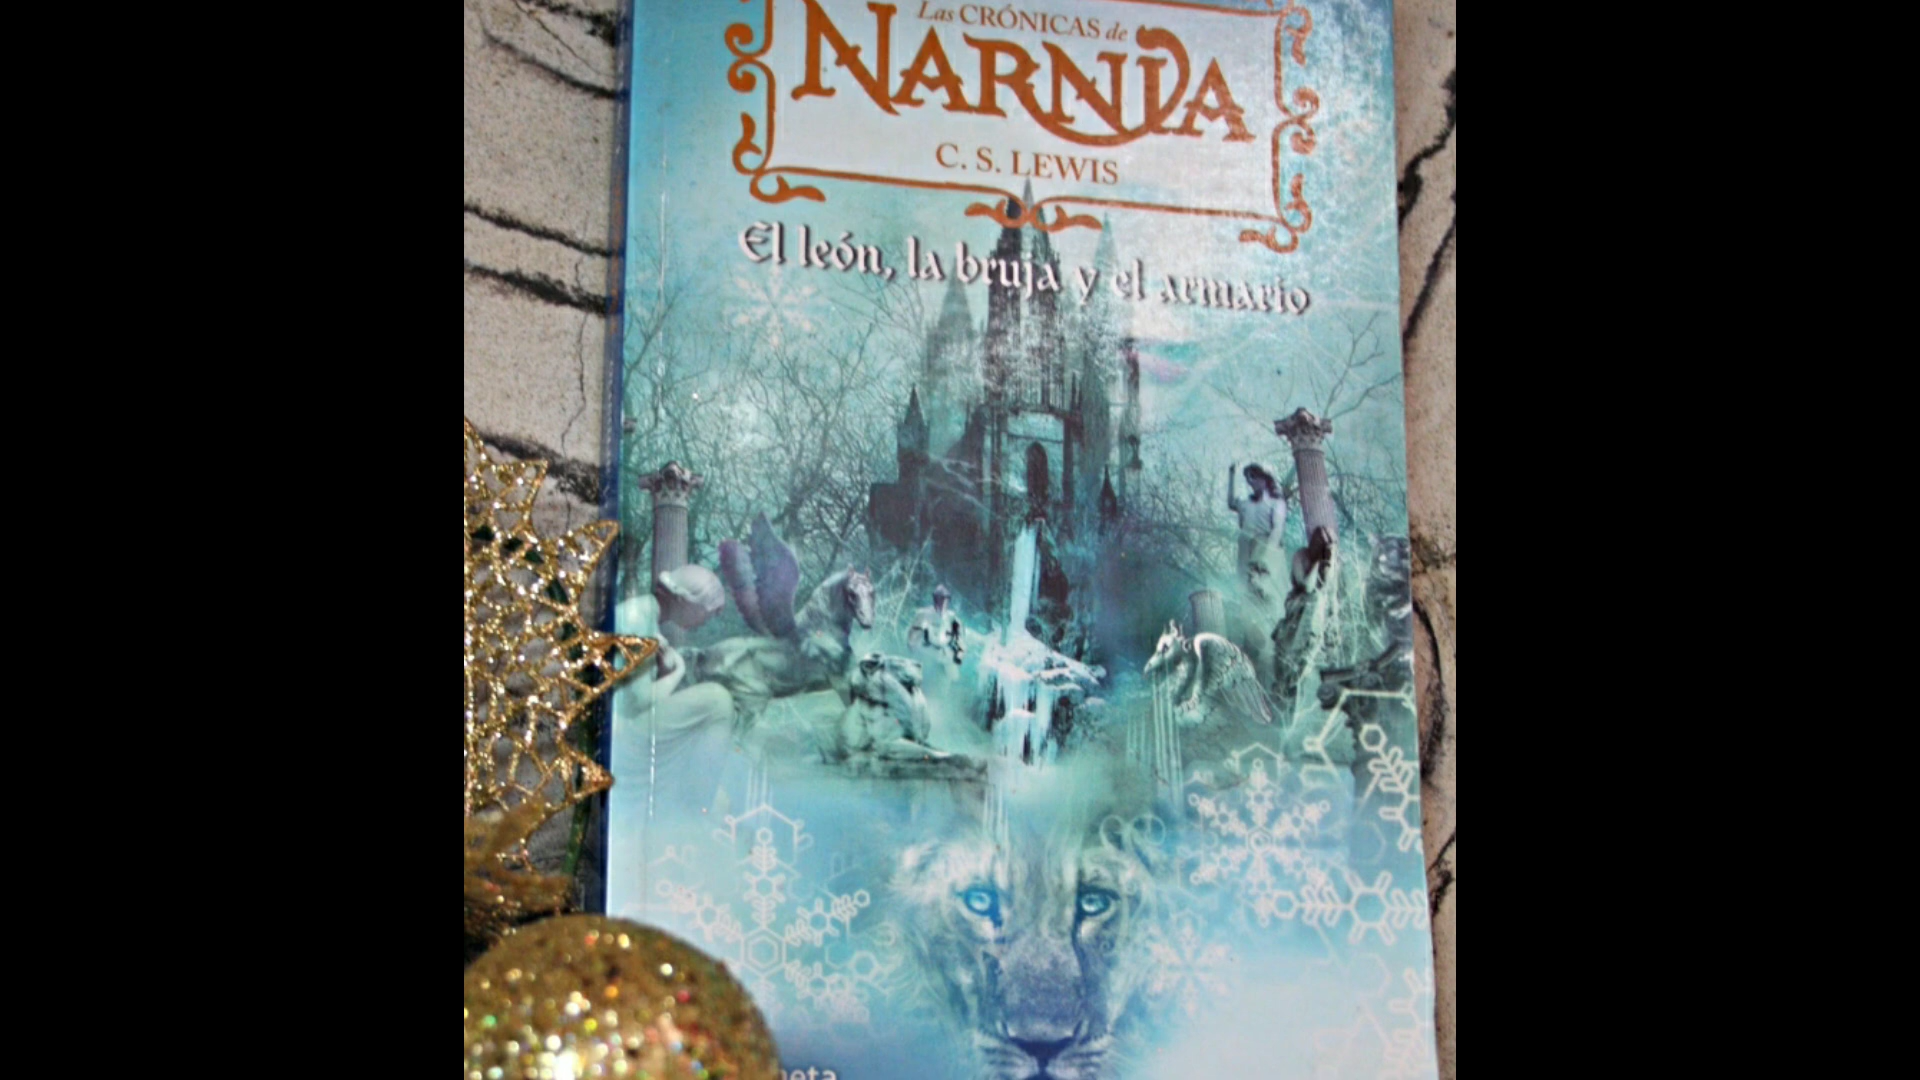 Las CRÓNICAS de
NARNIA
C. S. LEWIS
El león, la bruja y el armario